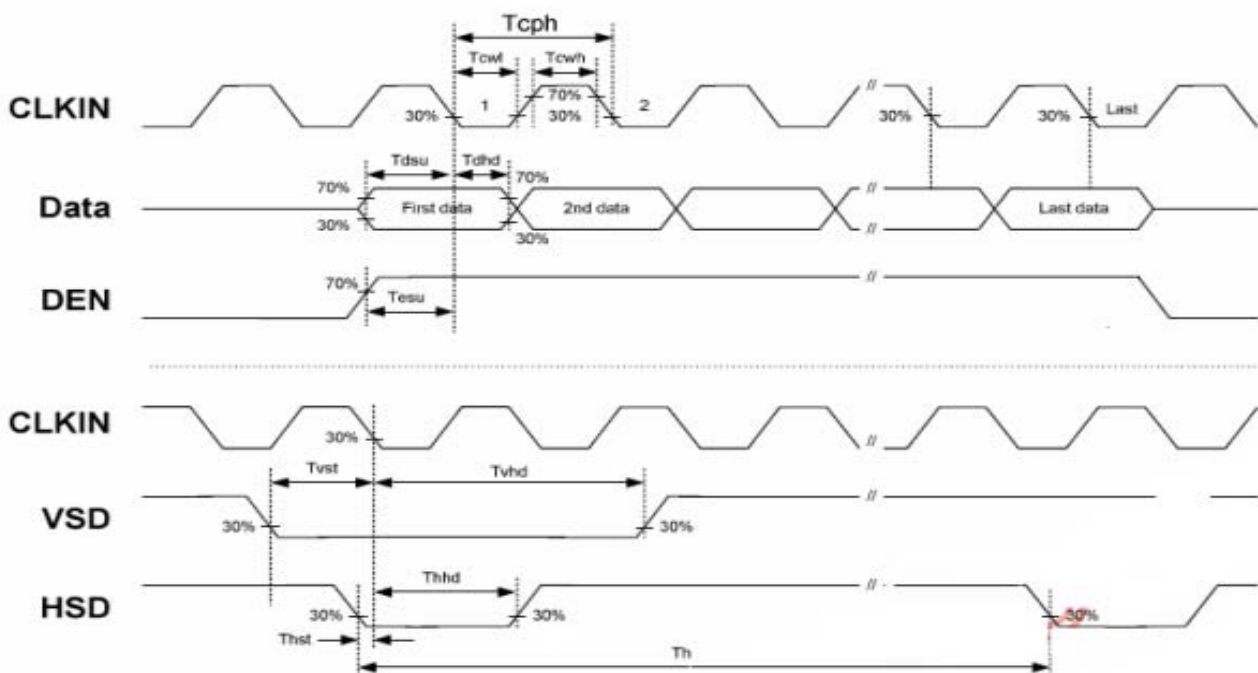 Tcph
Tcwl Tcwh
CLKIN 30% 1 70% 30% 2 30% 30% Last
Tdsu Tdhd
70% 70%
Data First data 2nd data // Last data
30% 30%
70%
DEN Tesu //
CLKIN 30% //
Tvst Tvhd
VSD 30% 30% //
Thhd
HSD 30% 30% // 30%
Thst
Th